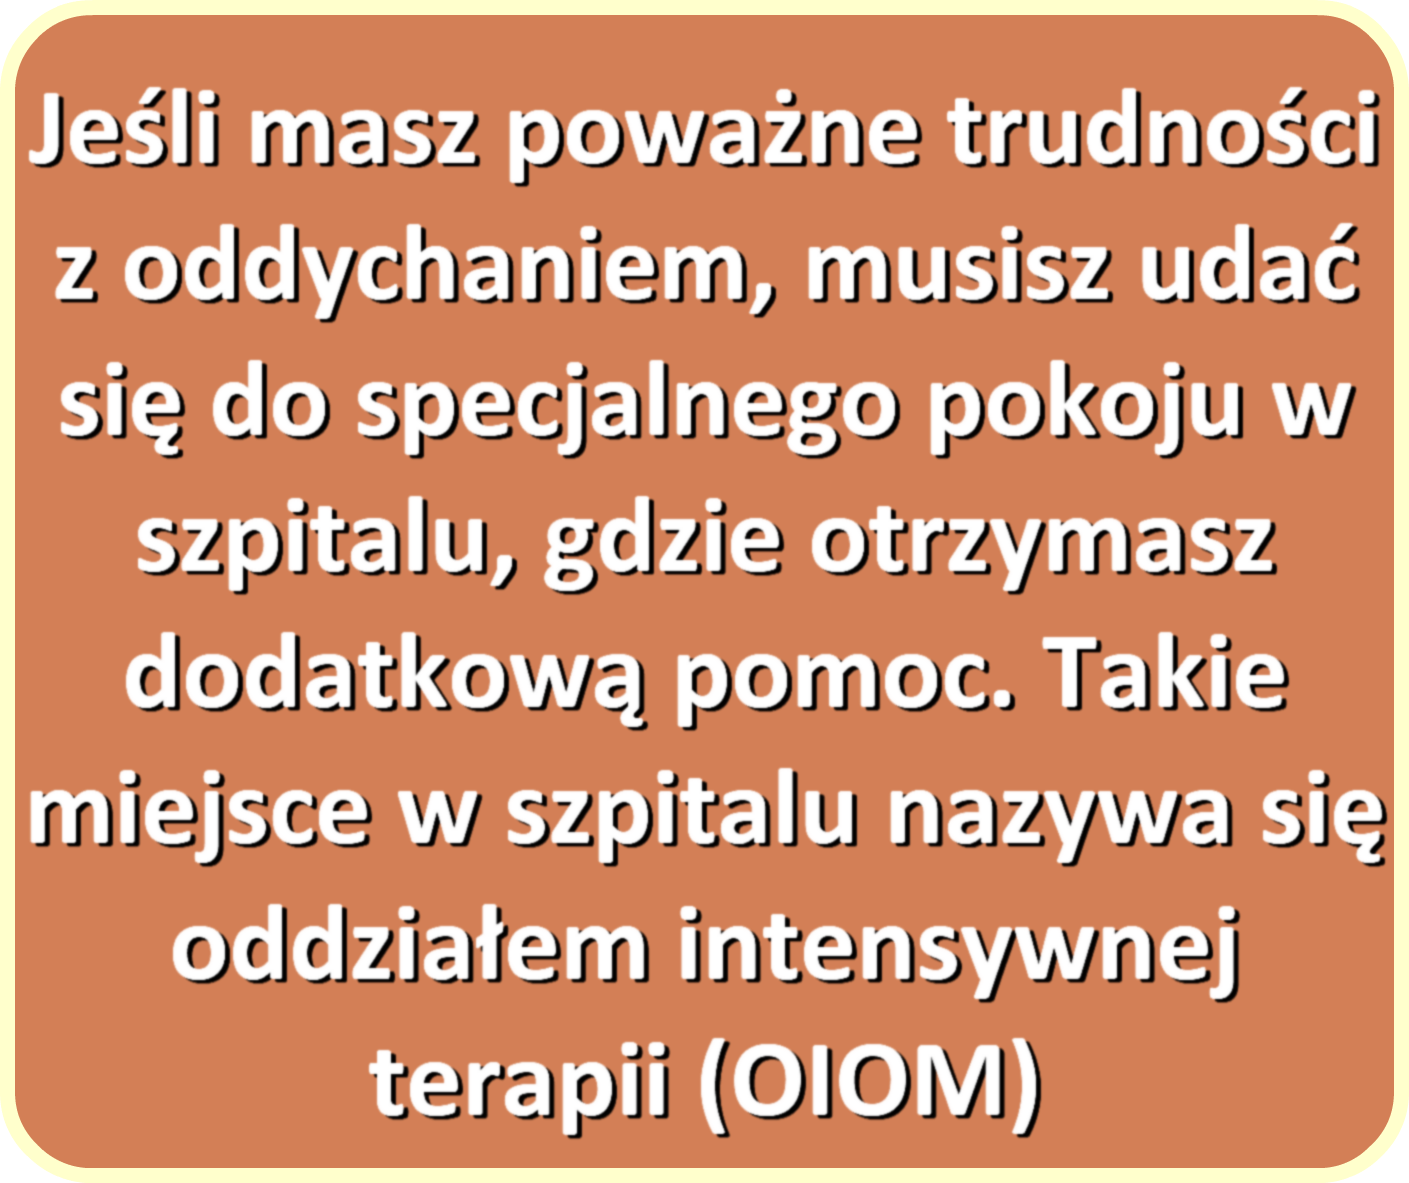 Jeśli masz poważne trudności
z oddychaniem, musisz udać
się do specjalnego pokoju w
szpitalu, gdzie otrzymasz
dodatkową pomoc. Takie
miejsce w szpitalu nazywa się
oddziałem intensywnej
terapii (OIOM)